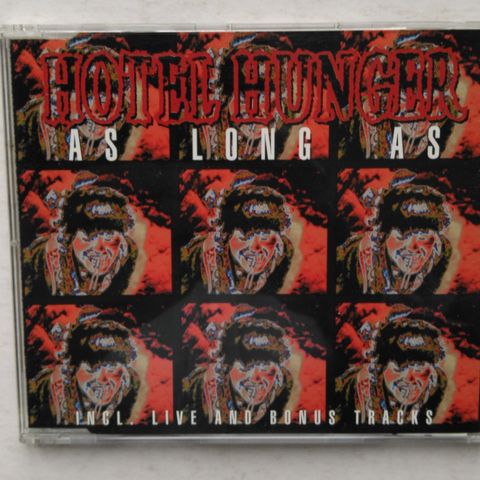 HOTEL HUNGER
AS LONG AS
INCL. LIVE AND BONUS TRACKS